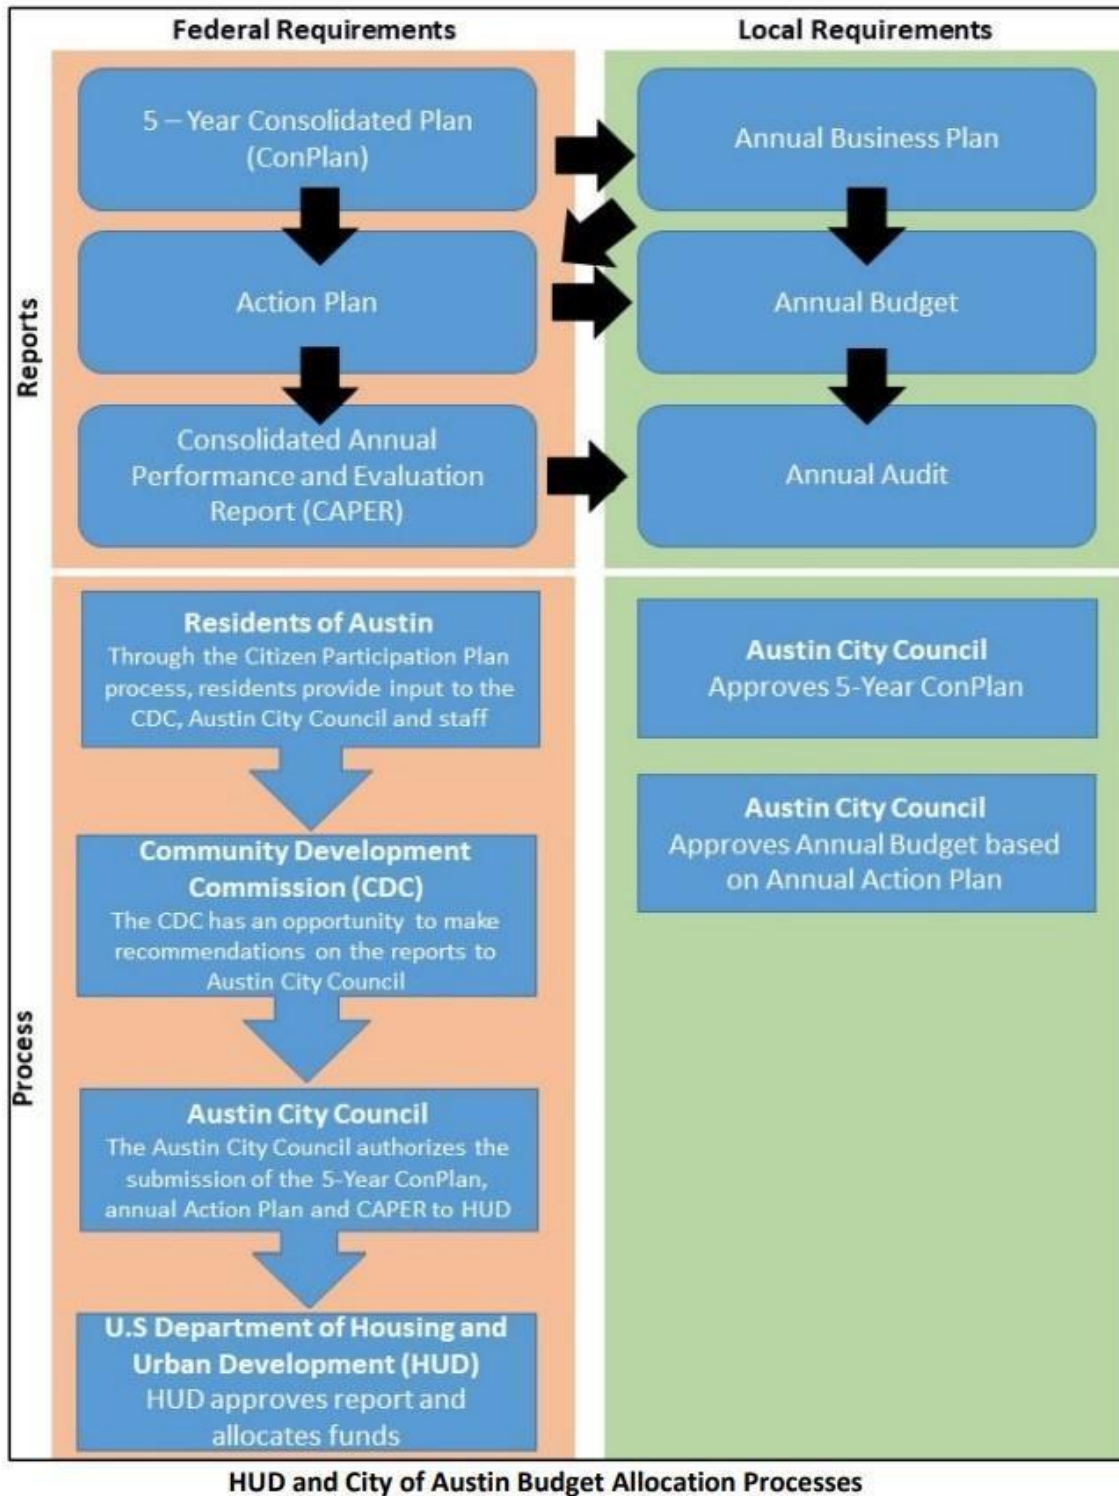 Federal Requirements
Local Requirements
Reports
5 – Year Consolidated Plan
(ConPlan)
Annual Business Plan
Action Plan
Annual Budget
Consolidated Annual
Performance and Evaluation
Report (CAPER)
Annual Audit
Process
Residents of Austin
Through the Citizen Participation Plan
process, residents provide input to the
CDC, Austin City Council and staff
Community Development
Commission (CDC)
The CDC has an opportunity to make
recommendations on the reports to
Austin City Council
Austin City Council
The Austin City Council authorizes the
submission of the 5-Year ConPlan,
annual Action Plan and CAPER to HUD
U.S Department of Housing and
Urban Development (HUD)
HUD approves report and
allocates funds
Austin City Council
Approves 5-Year ConPlan
Austin City Council
Approves Annual Budget based
on Annual Action Plan
HUD and City of Austin Budget Allocation Processes